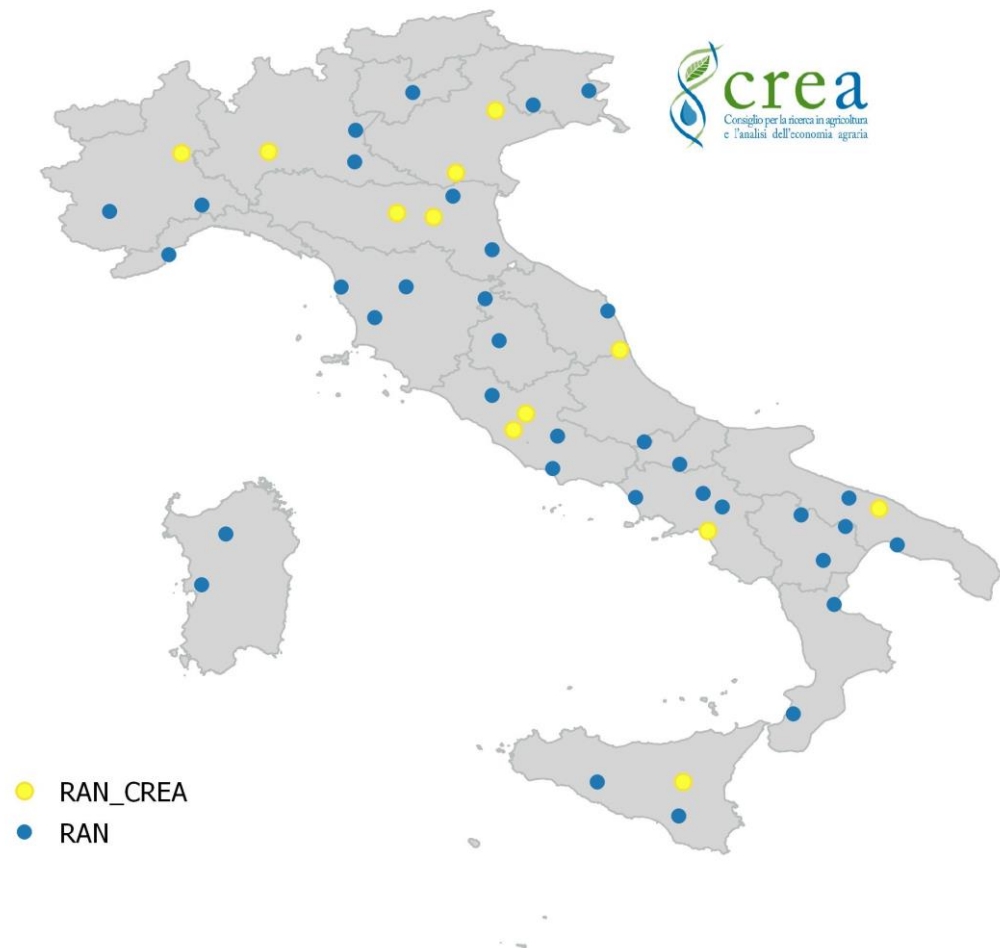 crea
Consiglio per la ricerca in agricoltura
e l'analisi dell'economia agraria
RAN_CREA
RAN